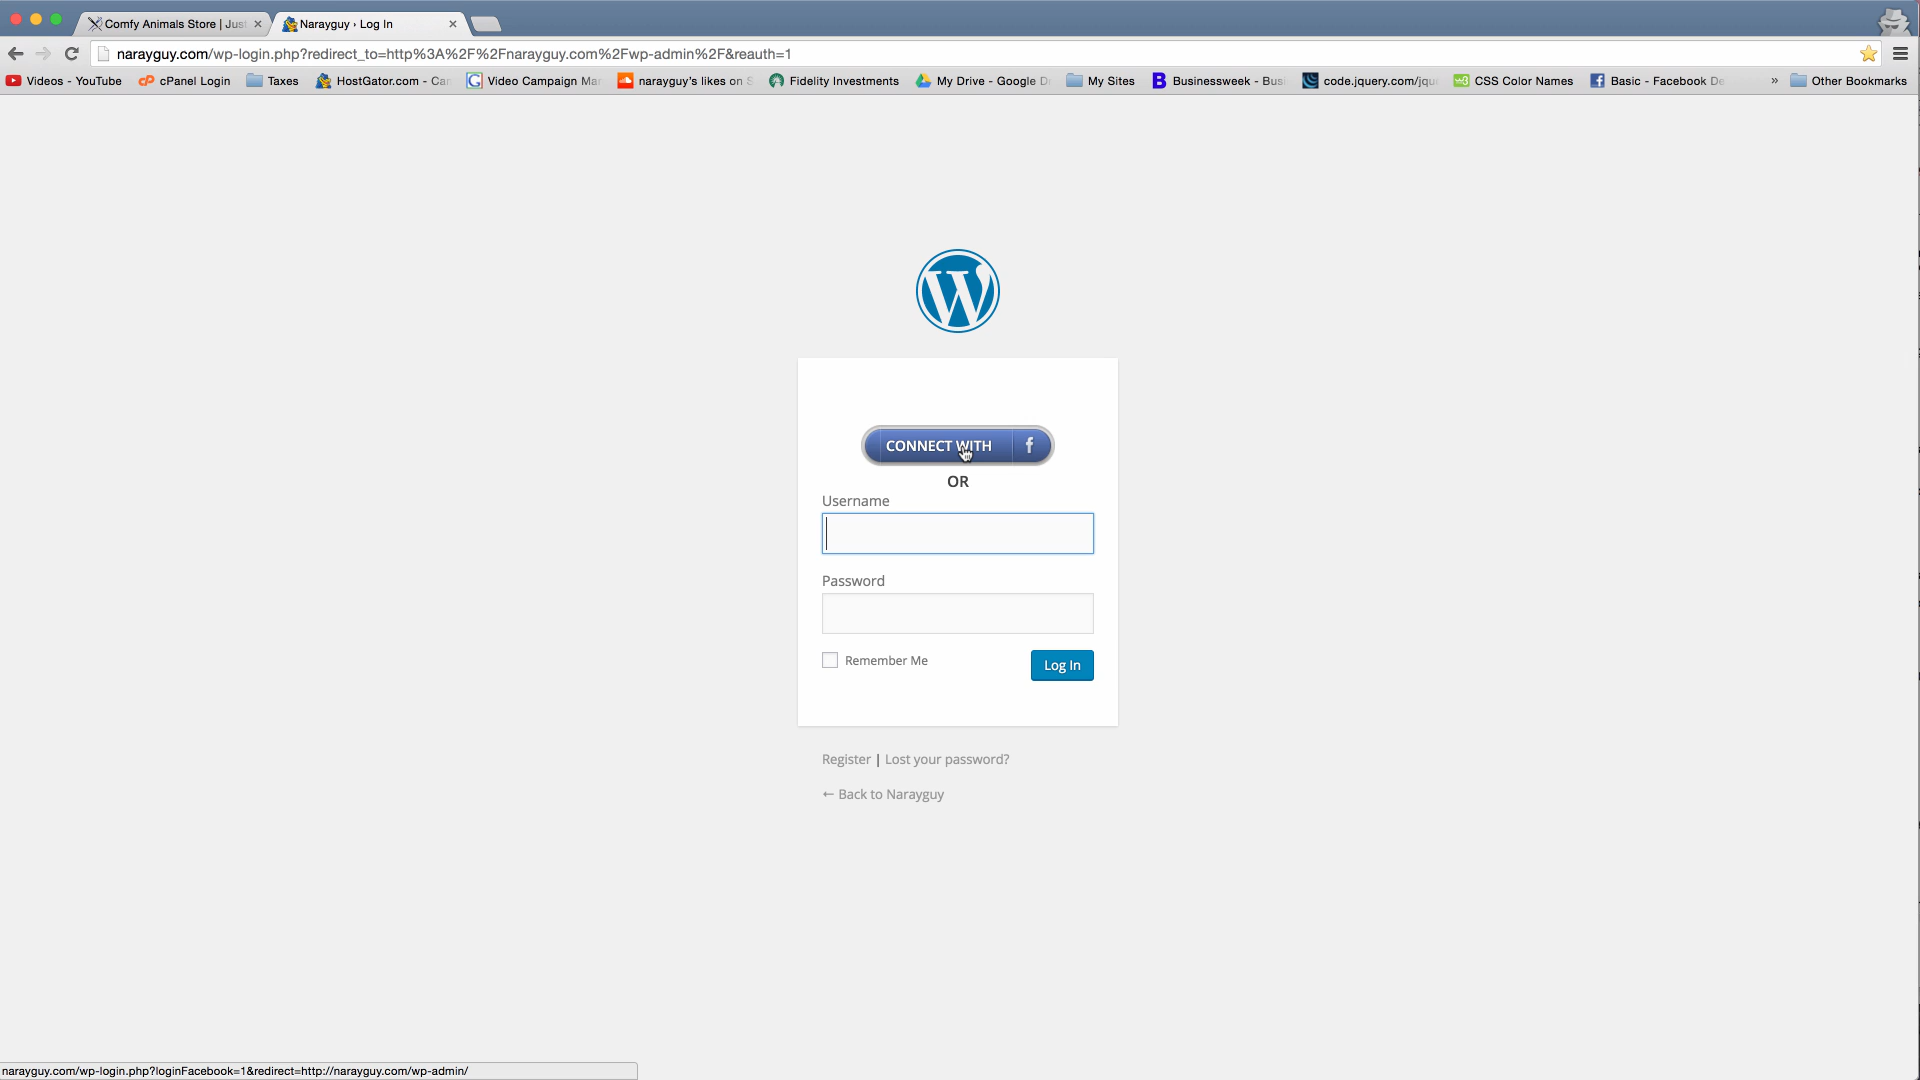 Comfy Animals Store | Jus
Narayguy › Log In
narayguy.com/wp-login.php?redirect_to=http%3A%2F%2Fnarayguy.com%2Fwp-admin%2F&reauth=1
Videos - YouTube cPanel Login Taxes HostGator.com - Can Video Campaign Ma narayguy's likes on S Fidelity Investments My Drive - Google D My Sites Businessweek - Busi code.jquery.com/jqu CSS Color Names Basic - Facebook De » Other Bookmarks
CONNECT WITH f
OR
Username
Password
Remember Me Log In
Register | Lost your password?
← Back to Narayguy
narayguy.com/wp-login.php?loginFacebook=1&redirect=http://narayguy.com/wp-admin/